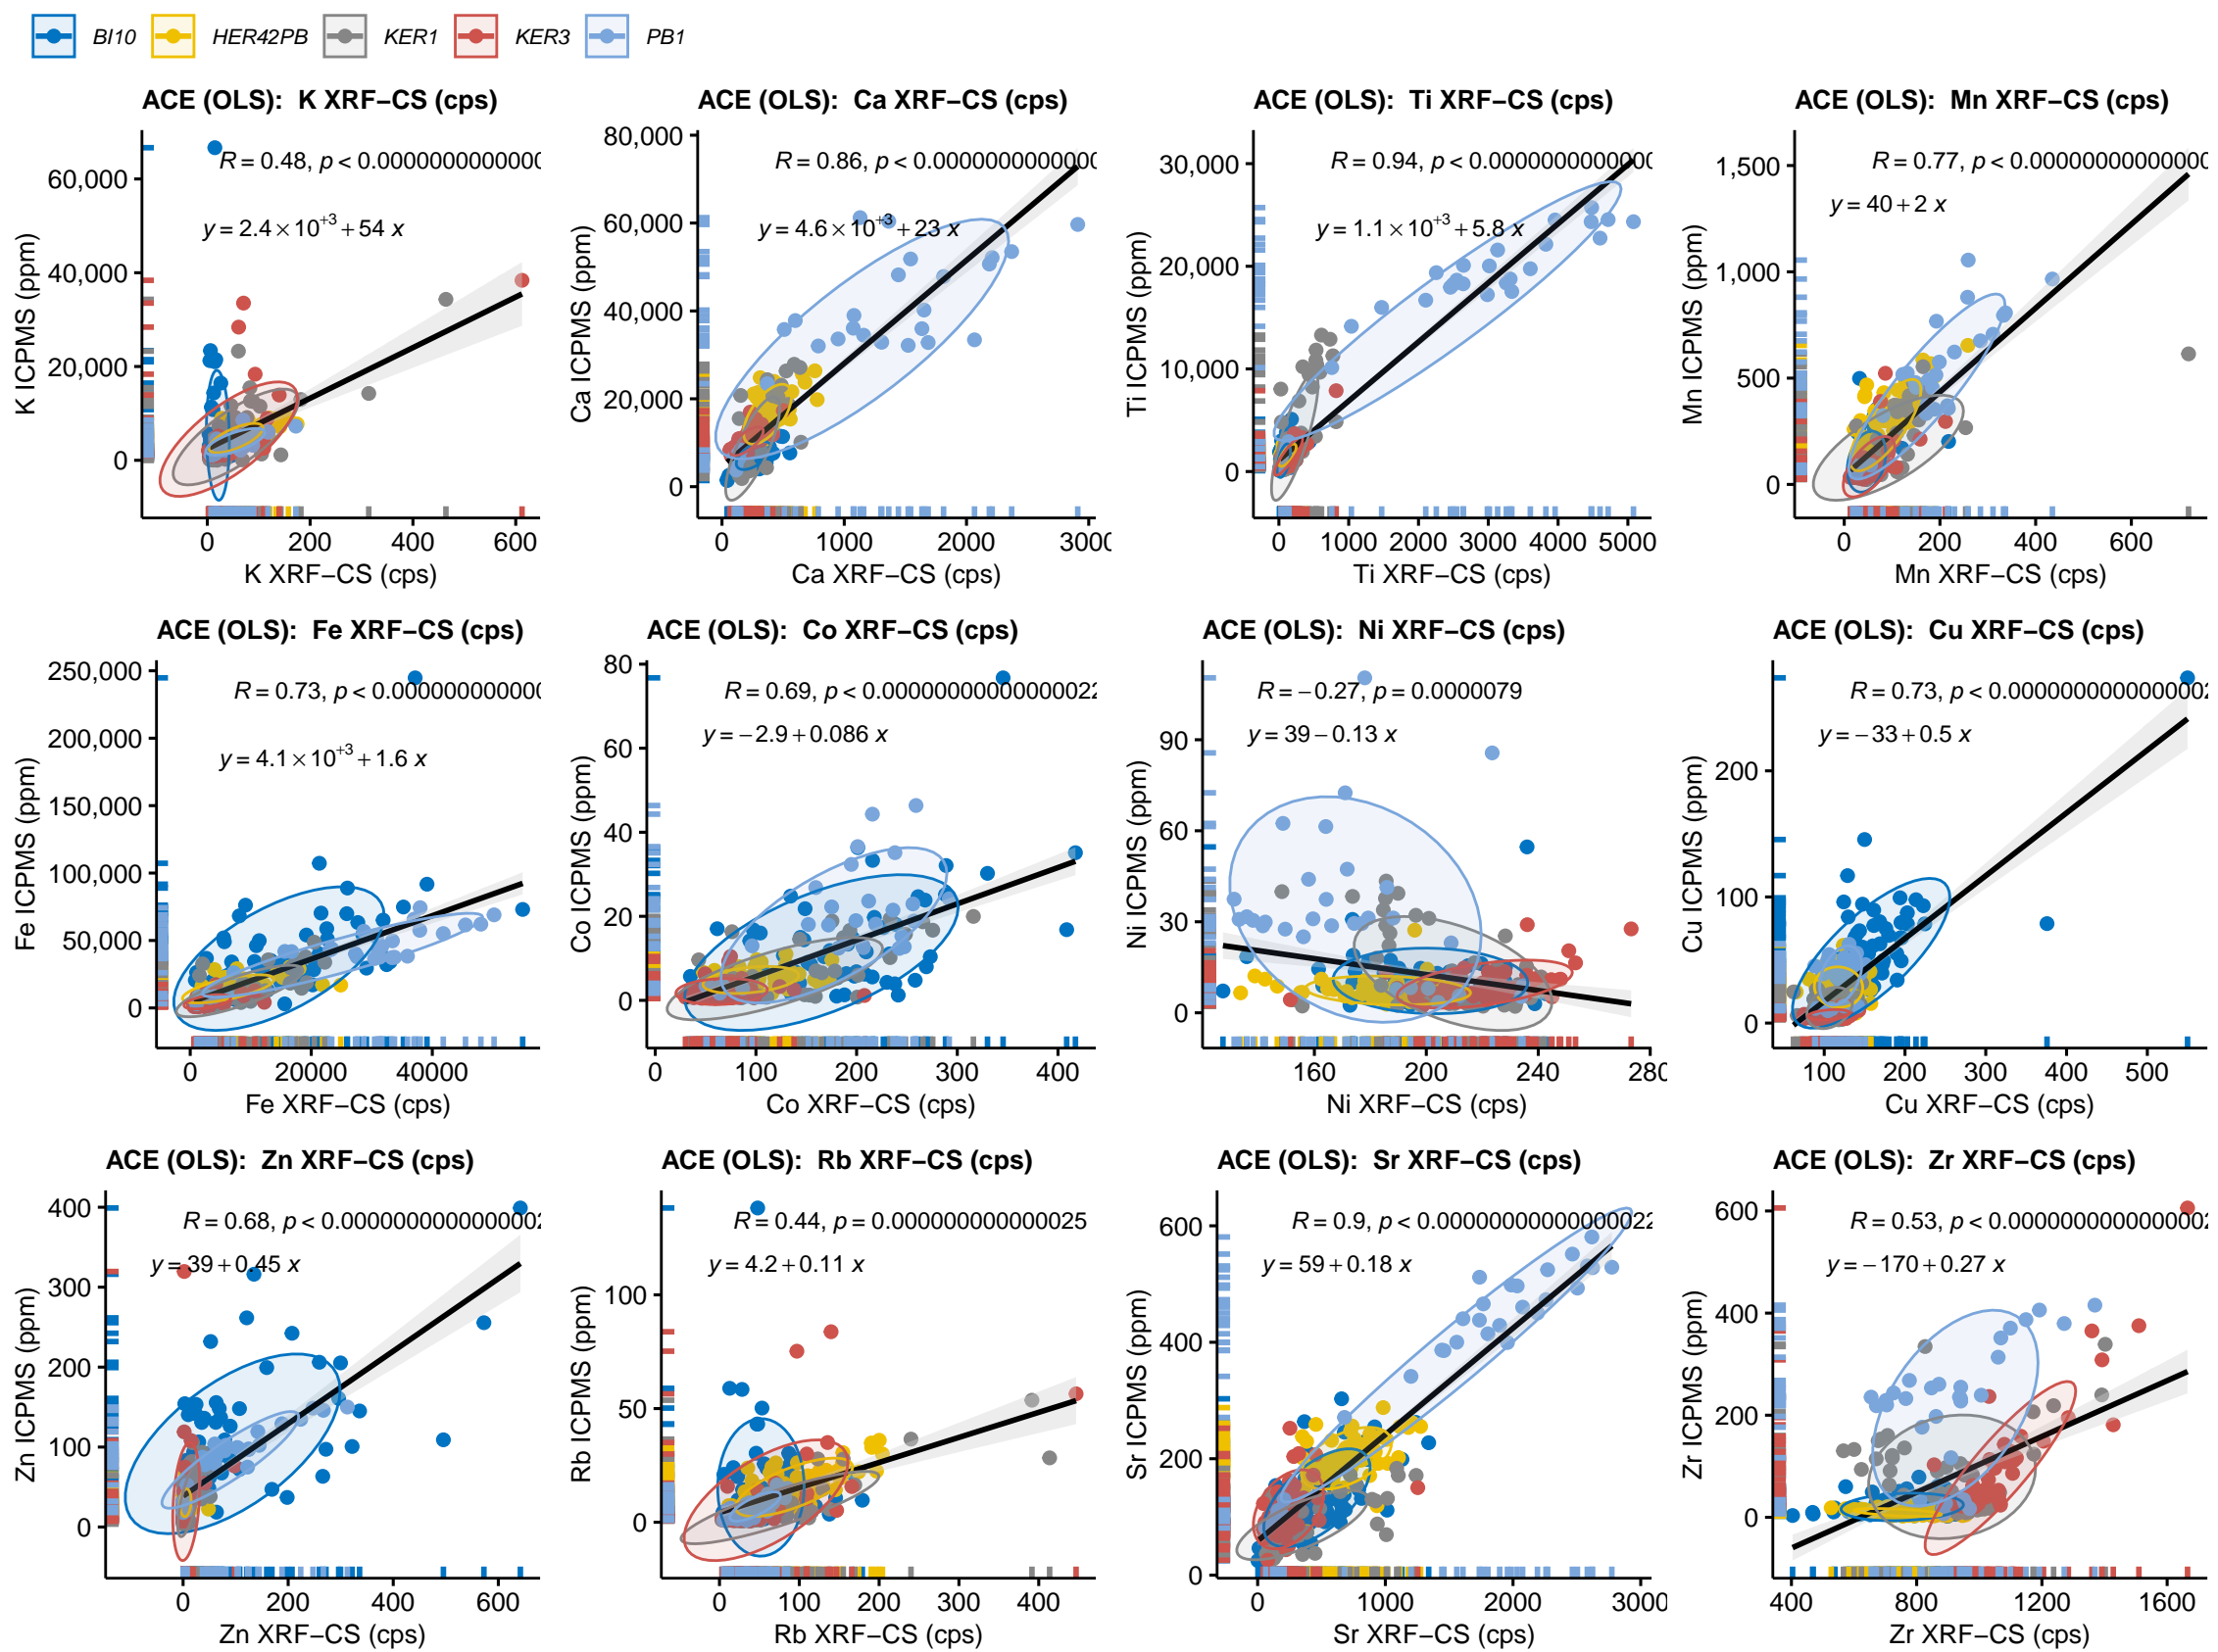 BI10 HER42PB KER1 KER3 PB1
ACE (OLS): K XRF−CS (cps)
R = 0.48, p < 0.0000000000000
y = 2.4 × 10⁺³ + 54 x
K ICPMS (ppm)
60,000
40,000
20,000
0
0 200 400 600
K XRF−CS (cps)
ACE (OLS): Ca XRF−CS (cps)
R = 0.86, p < 0.0000000000000
y = 4.6 × 10⁺³ + 23 x
Ca ICPMS (ppm)
80,000
60,000
40,000
20,000
0
0 1000 2000 3000
Ca XRF−CS (cps)
ACE (OLS): Ti XRF−CS (cps)
R = 0.94, p < 0.0000000000000
y = 1.1 × 10⁺³ + 5.8 x
Ti ICPMS (ppm)
30,000
20,000
10,000
0
0 1000 2000 3000 4000 5000
Ti XRF−CS (cps)
ACE (OLS): Mn XRF−CS (cps)
R = 0.77, p < 0.00000000000000
y = 40 + 2 x
Mn ICPMS (ppm)
1,500
1,000
500
0
0 200 400 600
Mn XRF−CS (cps)
ACE (OLS): Fe XRF−CS (cps)
R = 0.73, p < 0.000000000000
y = 4.1 × 10⁺³ + 1.6 x
Fe ICPMS (ppm)
250,000
200,000
150,000
100,000
50,000
0
0 20000 40000
Fe XRF−CS (cps)
ACE (OLS): Co XRF−CS (cps)
R = 0.69, p < 0.00000000000000022
y = −2.9 + 0.086 x
Co ICPMS (ppm)
80
60
40
20
0
0 100 200 300 400
Co XRF−CS (cps)
ACE (OLS): Ni XRF−CS (cps)
R = −0.27, p = 0.0000079
y = 39 − 0.13 x
Ni ICPMS (ppm)
90
60
30
0
160 200 240 280
Ni XRF−CS (cps)
ACE (OLS): Cu XRF−CS (cps)
R = 0.73, p < 0.0000000000000002
y = −33 + 0.5 x
Cu ICPMS (ppm)
200
100
0
100 200 300 400 500
Cu XRF−CS (cps)
ACE (OLS): Zn XRF−CS (cps)
R = 0.68, p < 0.0000000000000002
y = 39 + 0.45 x
Zn ICPMS (ppm)
400
300
200
100
0
0 200 400 600
Zn XRF−CS (cps)
ACE (OLS): Rb XRF−CS (cps)
R = 0.44, p = 0.000000000000025
y = 4.2 + 0.11 x
Rb ICPMS (ppm)
100
50
0
0 100 200 300 400
Rb XRF−CS (cps)
ACE (OLS): Sr XRF−CS (cps)
R = 0.9, p < 0.00000000000000022
y = 59 + 0.18 x
Sr ICPMS (ppm)
600
400
200
0
0 1000 2000 3000
Sr XRF−CS (cps)
ACE (OLS): Zr XRF−CS (cps)
R = 0.53, p < 0.0000000000000002
y = −170 + 0.27 x
Zr ICPMS (ppm)
600
400
200
0
400 800 1200 1600
Zr XRF−CS (cps)